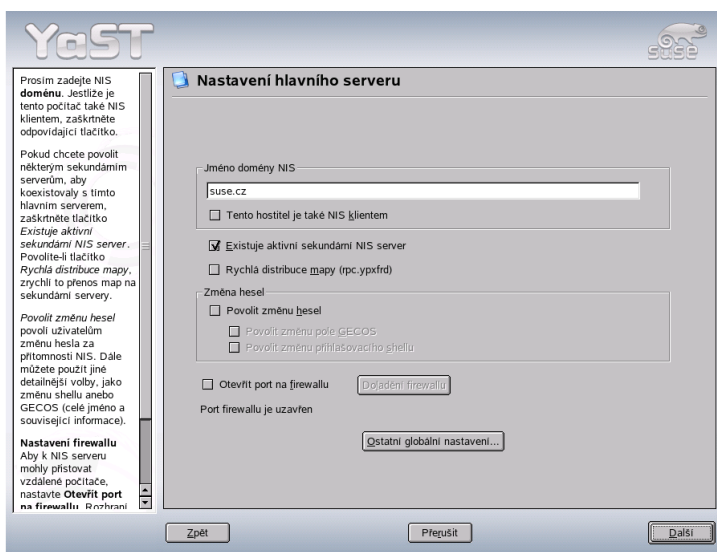 YaST
SUSE
Prosím zadejte NIS
doménu. Jestliže je
tento počítač také NIS
klientem, zaškrtněte
odpovídající tlačítko.
Pokud chcete povolit
některým sekundárním
serverům, aby
koexistovaly s tímto
hlavním serverem,
zaškrtněte tlačítko
Existuje aktivní
sekundární NIS server.
Povolíte-li tlačítko
Rychlá distribuce mapy,
zrychlí to přenos map na
sekundární servery.
Povolit změnu hesel
povolí uživatelům
změnu hesla za
přítomnosti NIS. Dále
můžete použít jiné
detailnější volby, jako
změnu shellu anebo
GECOS (celé jméno a
související informace).
Nastavení firewallu
Aby k NIS serveru
mohly přistovat
vzdálené počítače,
nastavte Otevřít port
na firewallu. Rozhraní
Nastavení hlavního serveru
Jméno domény NIS
suse.cz
Tento hostitel je také NIS klientem
Existuje aktivní sekundární NIS server
Rychlá distribuce mapy (rpc.ypxfrd)
Změna hesel
Povolit změnu hesel
Povolit změnu pole GECOS
Povolit změnu přihlašovacího shellu
Otevřít port na firewallu
Doladění firewallu
Port firewallu je uzavřen
Ostatní globální nastavení...
Zpět
Přerušit
Další